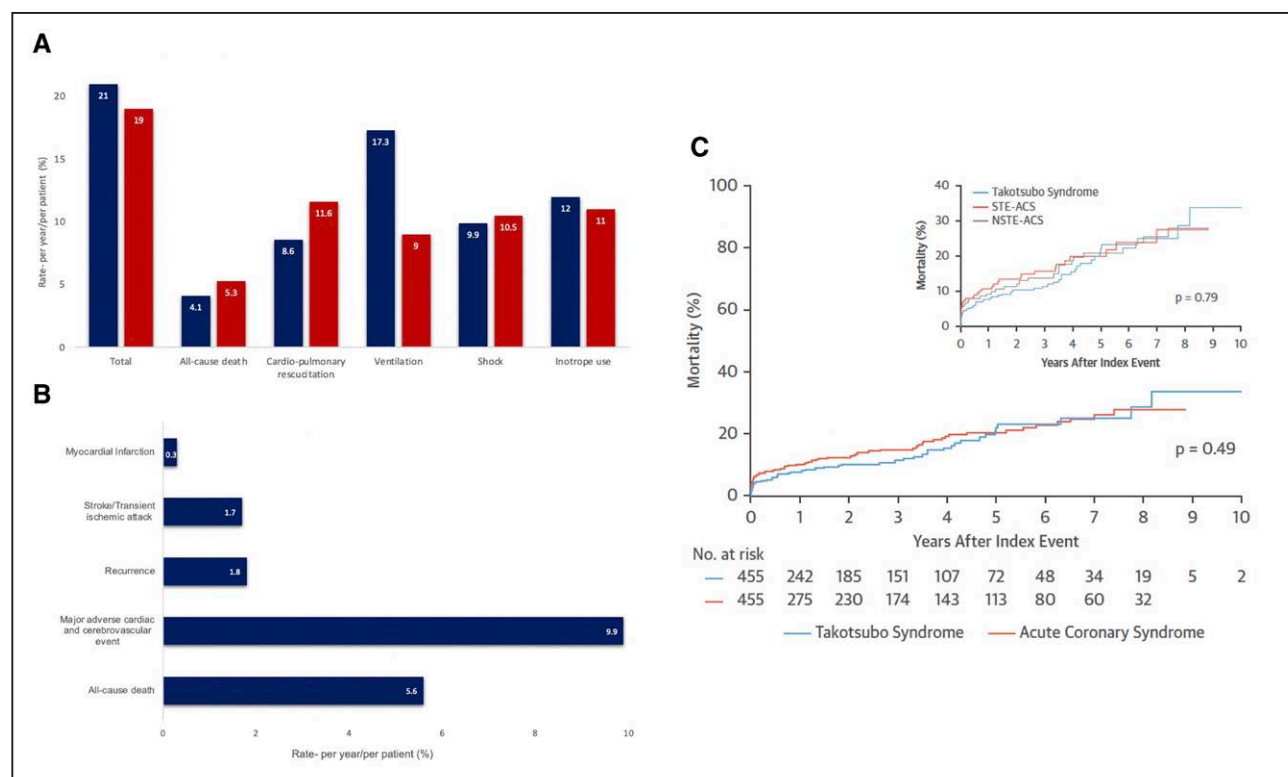 A
Rate- per year/per patient (%)
20
15
10
5
0
21
19
4.1
5.3
8.6
11.6
17.3
9
9.9
10.5
12
11
Total
All-cause death
Cardio-pulmonary
rescucitation
Ventilation
Shock
Inotrope use
B
Myocardial Infarction
0.3
Stroke/Transient
ischemic attack
1.7
Recurrence
1.8
Major adverse cardiac
and cerebrovascular
event
9.9
All-cause death
5.6
0 2 4 6 8 10
Rate- per year/per patient (%)
C
Mortality (%)
100
80
60
40
20
0
0 1 2 3 4 5 6 7 8 9 10
Years After Index Event
p = 0.49
Mortality (%)
40
30
20
10
0
Takotsubo Syndrome
STE-ACS
NSTE-ACS
p = 0.79
0 1 2 3 4 5 6 7 8 9 10
Years After Index Event
No. at risk
455 242 185 151 107 72 48 34 19 5 2
455 275 230 174 143 113 80 60 32
Takotsubo Syndrome Acute Coronary Syndrome